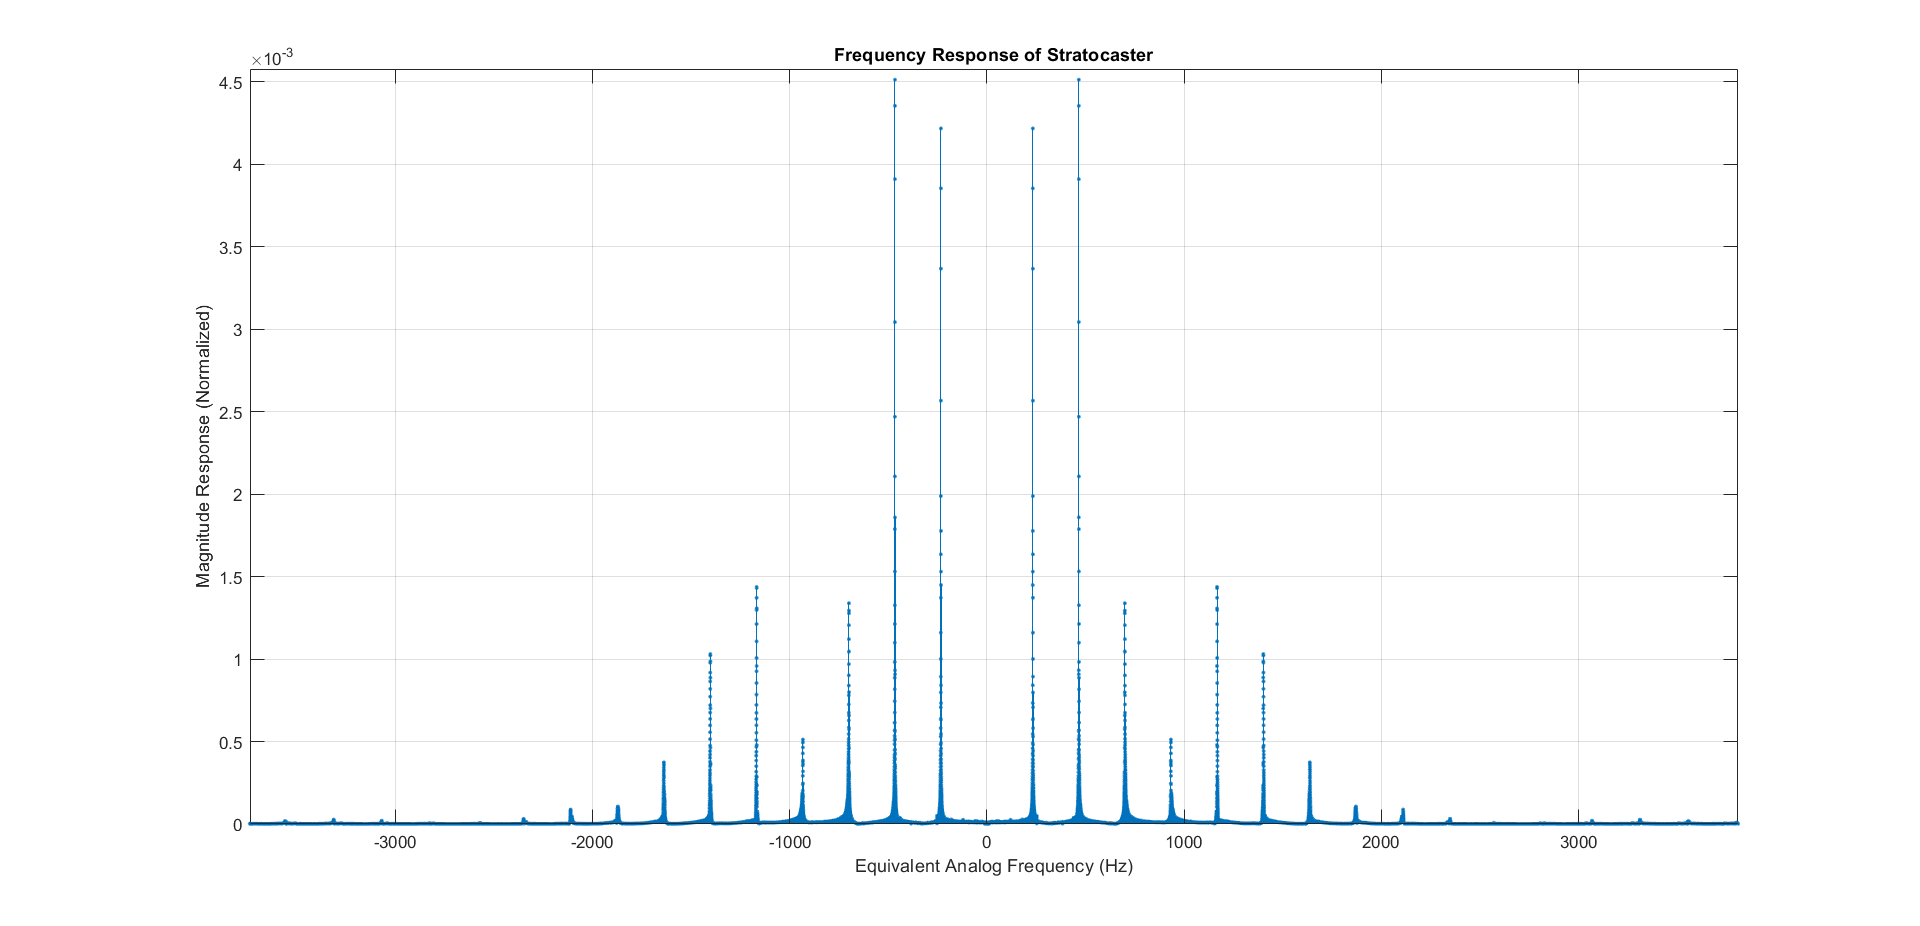 Frequency Response of Stratocaster
×10-3
4.5
4
3.5
3
2.5
2
1.5
1
0.5
0
Magnitude Response (Normalized)
-3000 -2000 -1000 0 1000 2000 3000
Equivalent Analog Frequency (Hz)